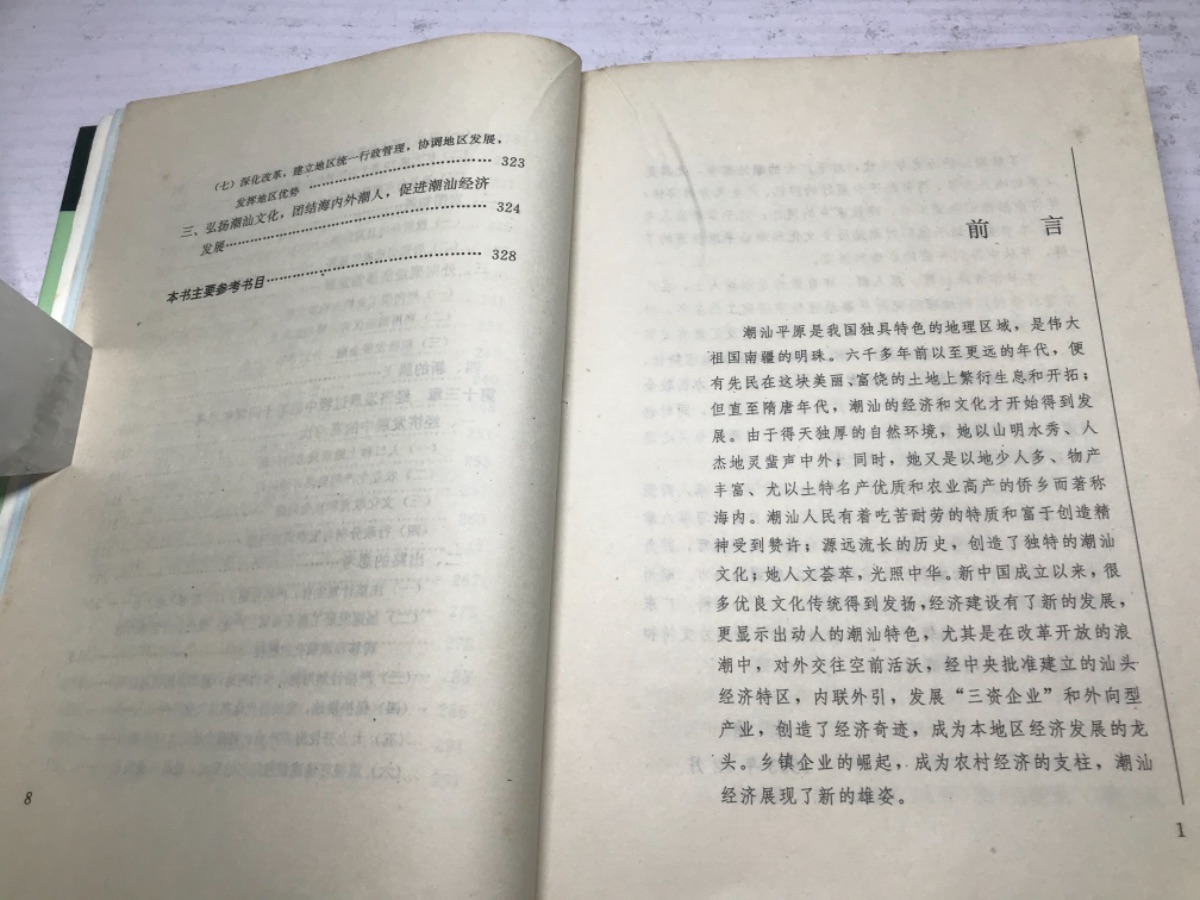 (七)深化改革，建立地区统一行政管理，协调地区发展，
发挥地区优势 …………………………… 323
三、弘扬潮汕文化，团结海内外潮人，促进潮汕经济
发展…………………………………………… 324
本书主要参考书目………………………………… 328
8
前 言
潮汕平原是我国独具特色的地理区域，是伟大
祖国南疆的明珠。六千多年前以至更远的年代，便
有先民在这块美丽、富饶的土地上繁衍生息和开拓；
但直至隋唐年代，潮汕的经济和文化才开始得到发
展。由于得天独厚的自然环境，她以山明水秀、人
杰地灵蜚声中外；同时，她又是以地少人多、物产
丰富、尤以土特名产优质和农业高产的侨乡而著称
海内。潮汕人民有着吃苦耐劳的特质和富于创造精
神受到赞许；源远流长的历史，创造了独特的潮汕
文化；她人文荟萃，光照中华。新中国成立以来，很
多优良文化传统得到发扬，经济建设有了新的发展，
更显示出动人的潮汕特色，尤其是在改革开放的浪
潮中，对外交往空前活沃，经中央批准建立的汕头
经济特区，内联外引，发展“三资企业”和外向型
产业，创造了经济奇迹，成为本地区经济发展的龙
头。乡镇企业的崛起，成为农村经济的支柱，潮汕
经济展现了新的雄姿。
1